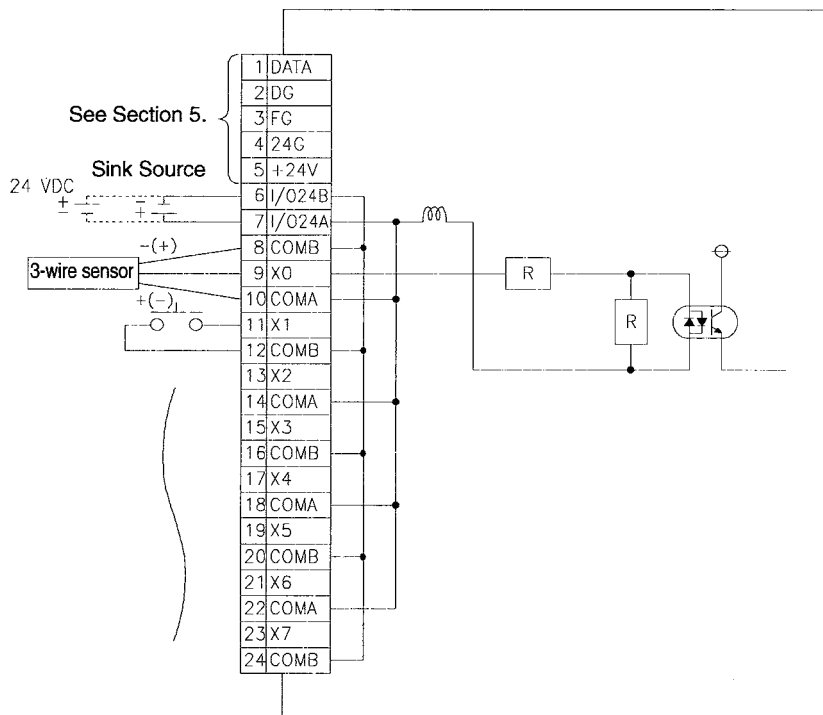 1 DATA
2 DG
See Section 5.
3 FG
4 24G
Sink Source
5 +24V
24 VDC
6 I/O24B
+ − − +
7 I/O24A
−(+)
8 COMB
3-wire sensor
9 X0
R
+(−)
10 COMA
R
11 X1
12 COMB
13 X2
14 COMA
15 X3
16 COMB
17 X4
18 COMA
19 X5
20 COMB
21 X6
22 COMA
23 X7
24 COMB